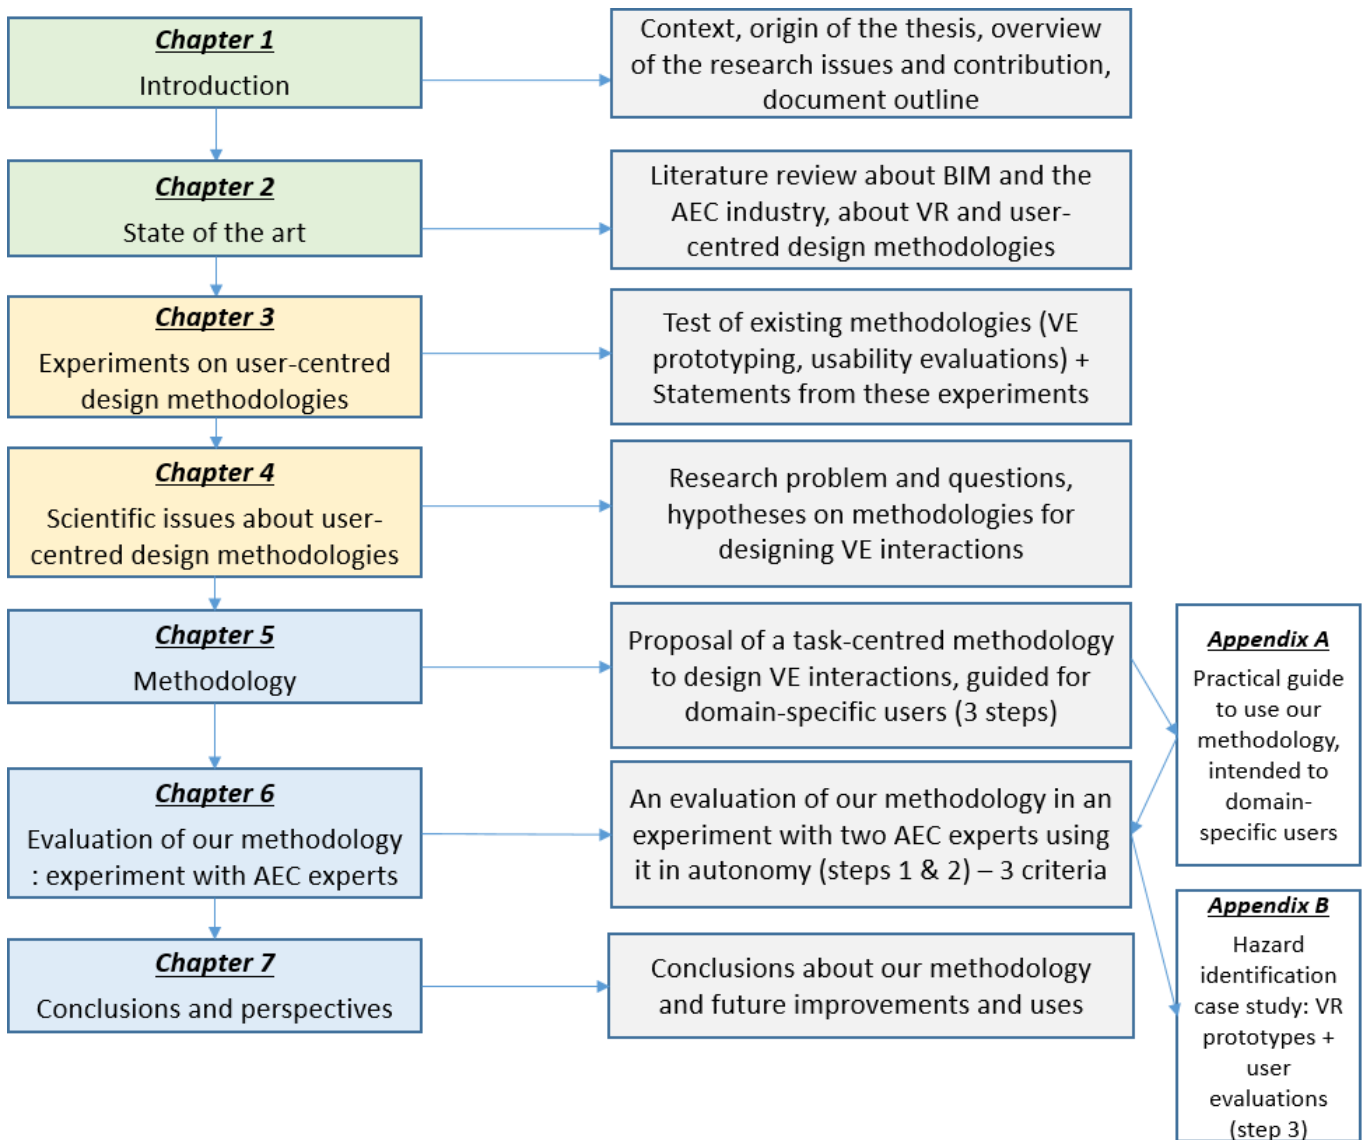 Chapter 1
Introduction
Context, origin of the thesis, overview
of the research issues and contribution,
document outline
Chapter 2
State of the art
Literature review about BIM and the
AEC industry, about VR and user-
centred design methodologies
Chapter 3
Experiments on user-centred
design methodologies
Test of existing methodologies (VE
prototyping, usability evaluations) +
Statements from these experiments
Chapter 4
Scientific issues about user-
centred design methodologies
Research problem and questions,
hypotheses on methodologies for
designing VE interactions
Chapter 5
Methodology
Proposal of a task-centred methodology
to design VE interactions, guided for
domain-specific users (3 steps)
Appendix A
Practical guide
to use our
methodology,
intended to
domain-
specific users
Chapter 6
Evaluation of our methodology
: experiment with AEC experts
An evaluation of our methodology in an
experiment with two AEC experts using
it in autonomy (steps 1 & 2) – 3 criteria
Appendix B
Hazard
identification
case study: VR
prototypes +
user
evaluations
(step 3)
Chapter 7
Conclusions and perspectives
Conclusions about our methodology
and future improvements and uses